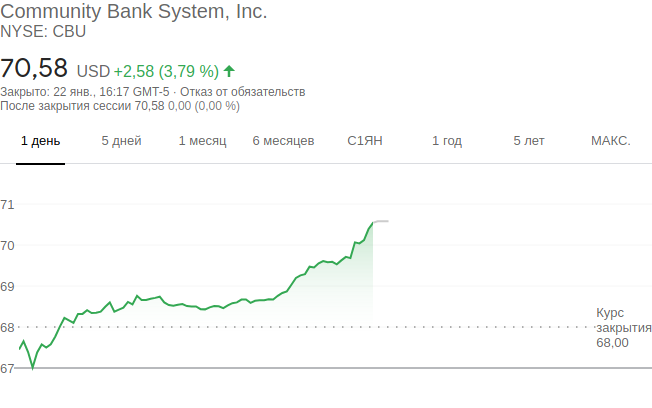 Community Bank System, Inc.
NYSE: CBU
70,58 USD +2,58 (3,79 %)
Закрыто: 22 янв., 16:17 GMT-5 · Отказ от обязательств
После закрытия сессии 70,58 0,00 (0,00 %)
1 день 5 дней 1 месяц 6 месяцев С1ЯН 1 год 5 лет МАКС.
71
70
69
68
67
Курс
закрытия
68,00